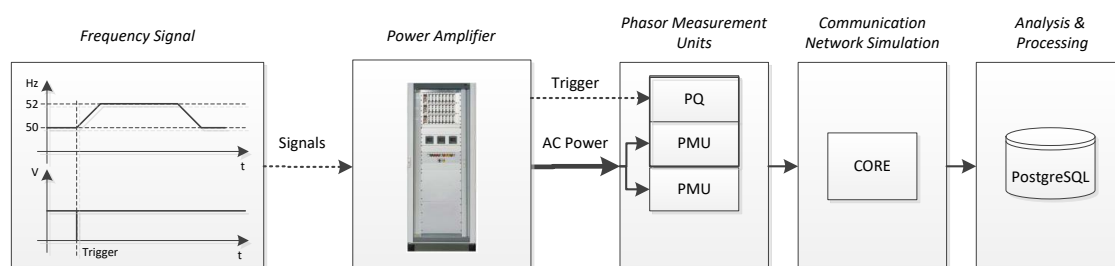 Frequency Signal
Power Amplifier
Phasor Measurement
Units
Communication
Network Simulation
Analysis &
Processing
Hz
52
50
t
V
Trigger
t
Signals
Trigger
AC Power
PQ
PMU
PMU
CORE
PostgreSQL